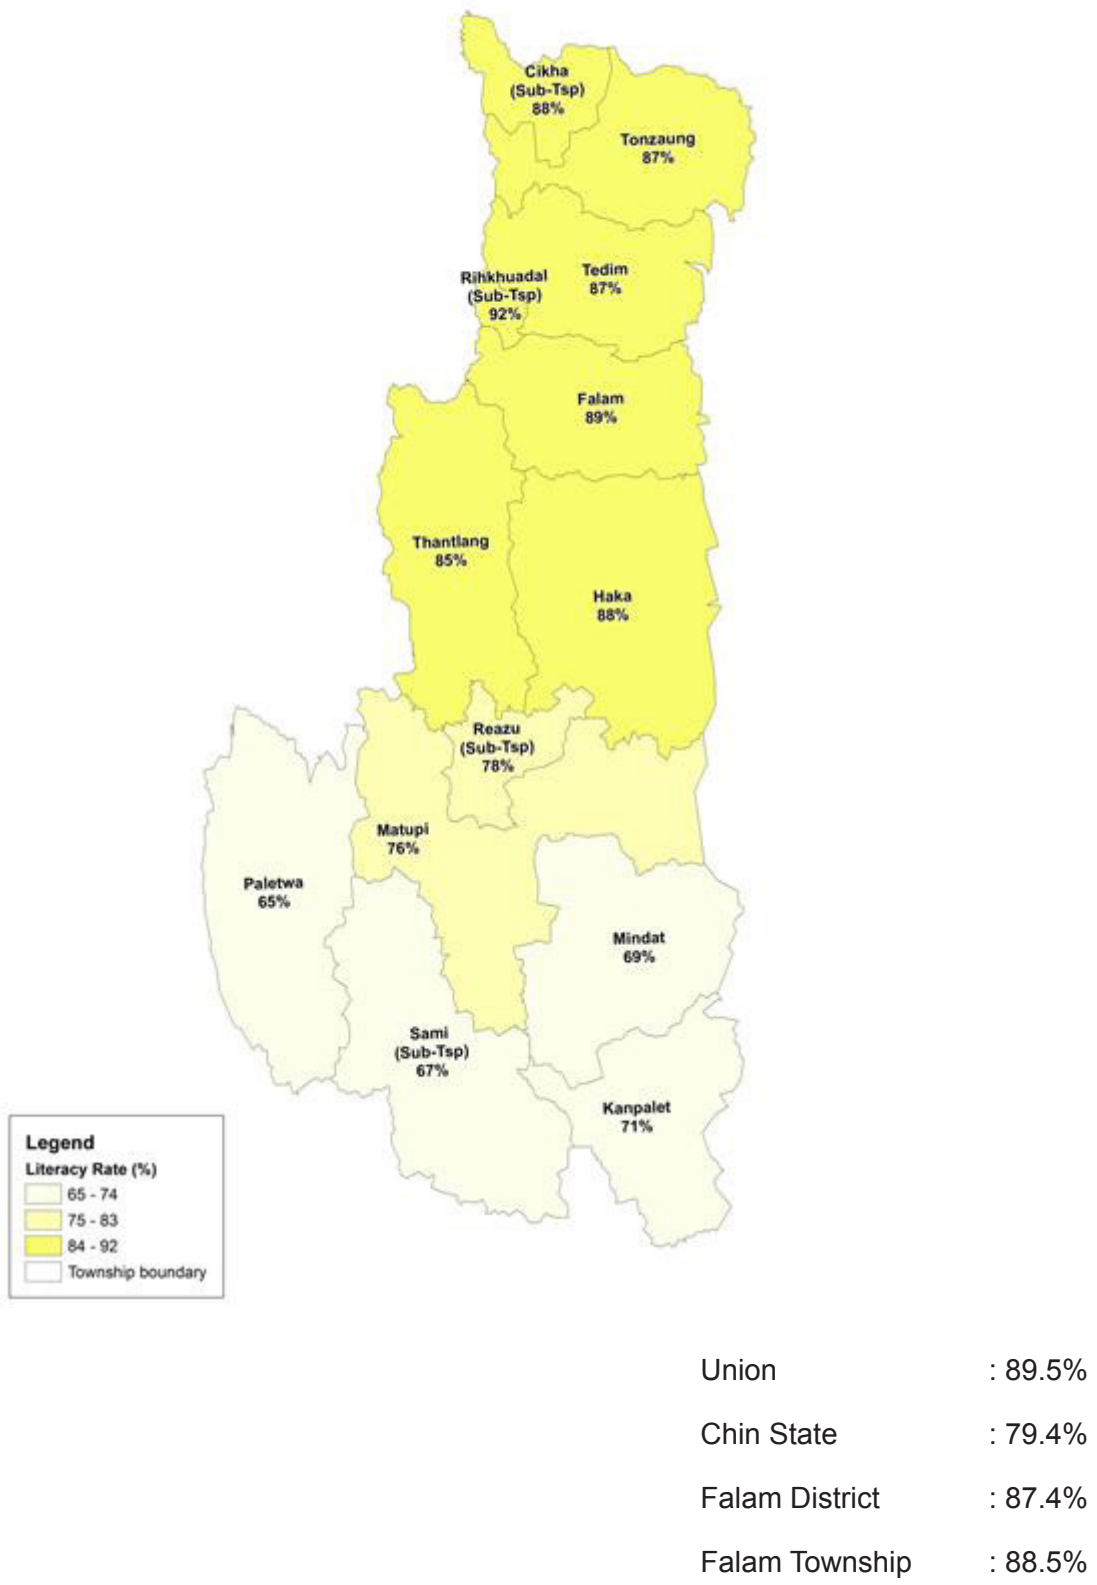 Cikha
(Sub-Tsp)
88%
Tonzaung
87%
Tedim
87%
Rihkhuadal
(Sub-Tsp)
92%
Falam
89%
Thantlang
85%
Haka
88%
Reazu
(Sub-Tsp)
78%
Matupi
76%
Paletwa
65%
Mindat
69%
Sami
(Sub-Tsp)
67%
Kanpalet
71%
Legend
Literacy Rate (%)
65 - 74
75 - 83
84 - 92
Township boundary
Union : 89.5%
Chin State : 79.4%
Falam District : 87.4%
Falam Township : 88.5%